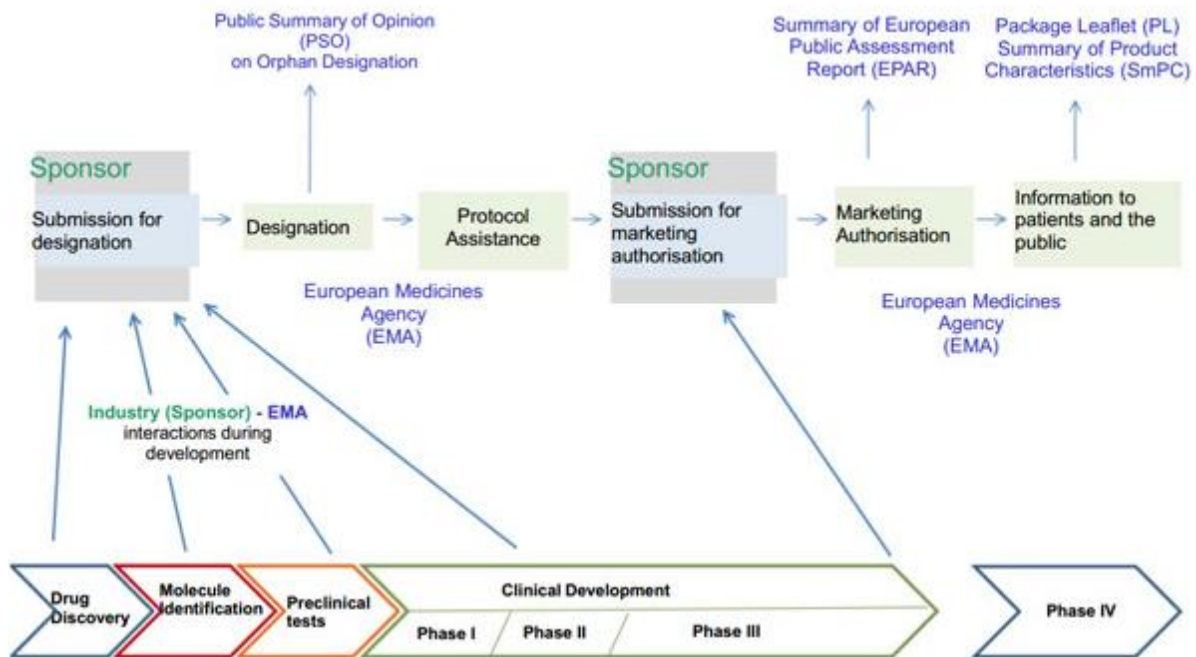 Public Summary of Opinion
(PSO)
on Orphan Designation
Summary of European
Public Assessment
Report (EPAR)
Package Leaflet (PL)
Summary of Product
Characteristics (SmPC)
Sponsor
Submission for
designation
Designation
Protocol
Assistance
Sponsor
Submission for
marketing
authorisation
Marketing
Authorisation
Information to
patients and the
public
European Medicines
Agency
(EMA)
European Medicines
Agency
(EMA)
Industry (Sponsor) - EMA
interactions during
development
Drug
Discovery
Molecule
Identification
Preclinical
tests
Clinical Development
Phase I
Phase II
Phase III
Phase IV